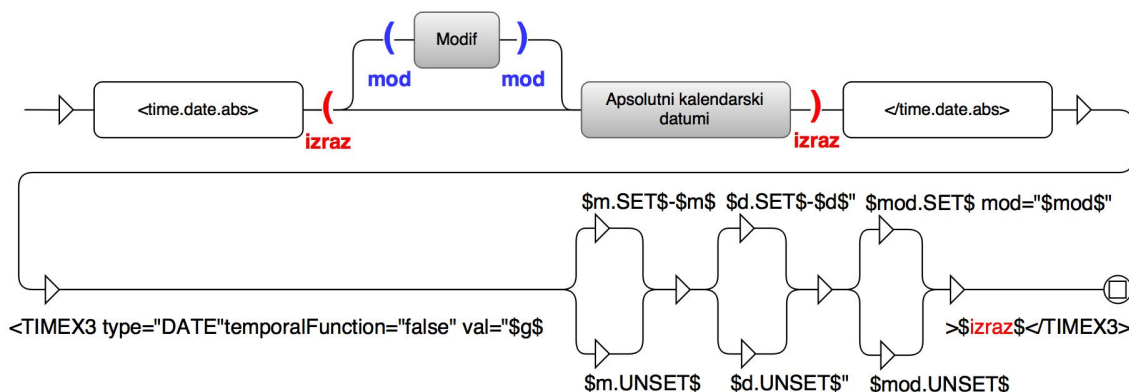 ( Modif )
mod mod
<time.date.abs> ( Apsolutni kalendarski datumi ) </time.date.abs>
izraz izraz
$m.SET$-$m$ $d.SET$-$d$" $mod.SET$ mod="$mod$"
<TIMEX3 type="DATE"temporalFunction="false" val="$g$ >$izraz$</TIMEX3>
$m.UNSET$ $d.UNSET$" $mod.UNSET$